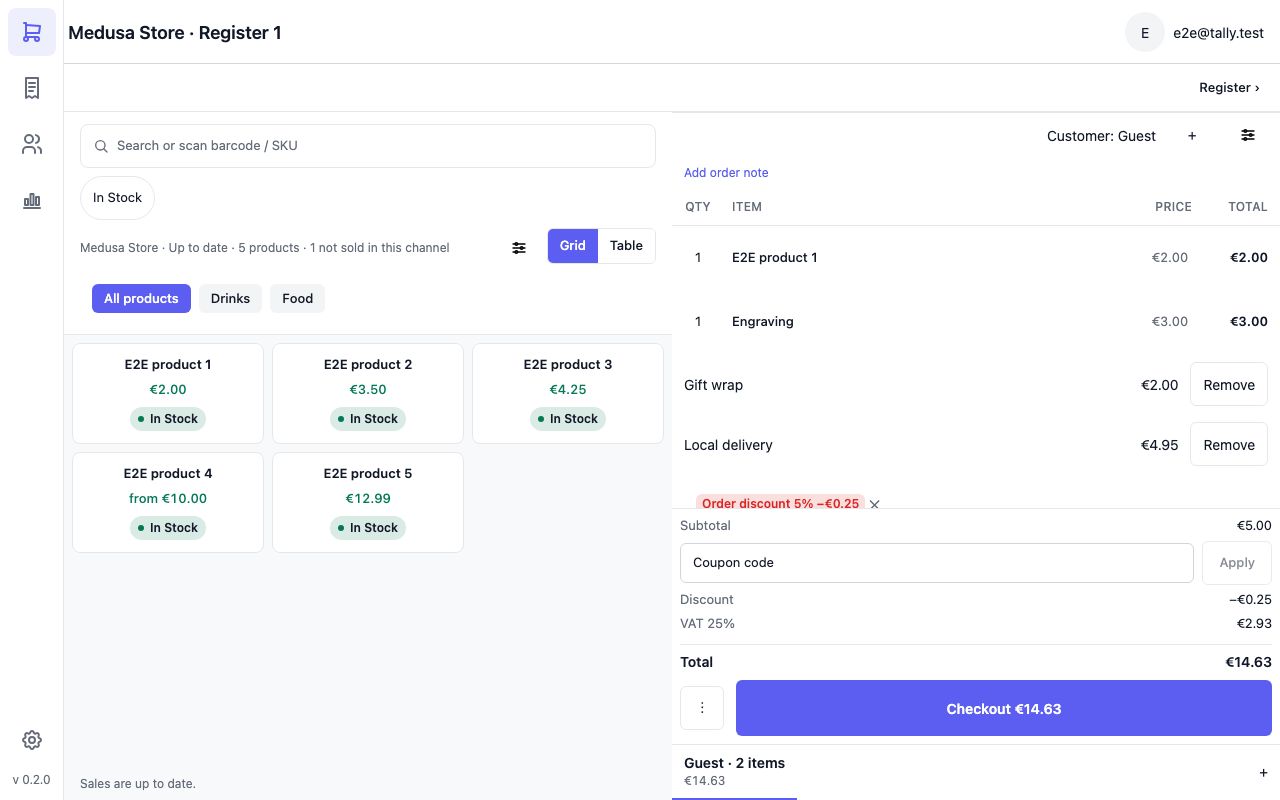 Medusa Store · Register 1
E
e2e@tally.test
Register ›
Search or scan barcode / SKU
In Stock
Medusa Store · Up to date · 5 products · 1 not sold in this channel
Grid
Table
All products
Drinks
Food
E2E product 1
€2.00
In Stock
E2E product 2
€3.50
In Stock
E2E product 3
€4.25
In Stock
E2E product 4
from €10.00
In Stock
E2E product 5
€12.99
In Stock
Sales are up to date.
v 0.2.0
Customer: Guest +
Add order note
QTY ITEM PRICE TOTAL
1 E2E product 1 €2.00 €2.00
1 Engraving €3.00 €3.00
Gift wrap €2.00 Remove
Local delivery €4.95 Remove
Order discount 5% −€0.25 ×
Subtotal €5.00
Coupon code Apply
Discount −€0.25
VAT 25% €2.93
Total €14.63
⋮ Checkout €14.63
Guest · 2 items
€14.63
+